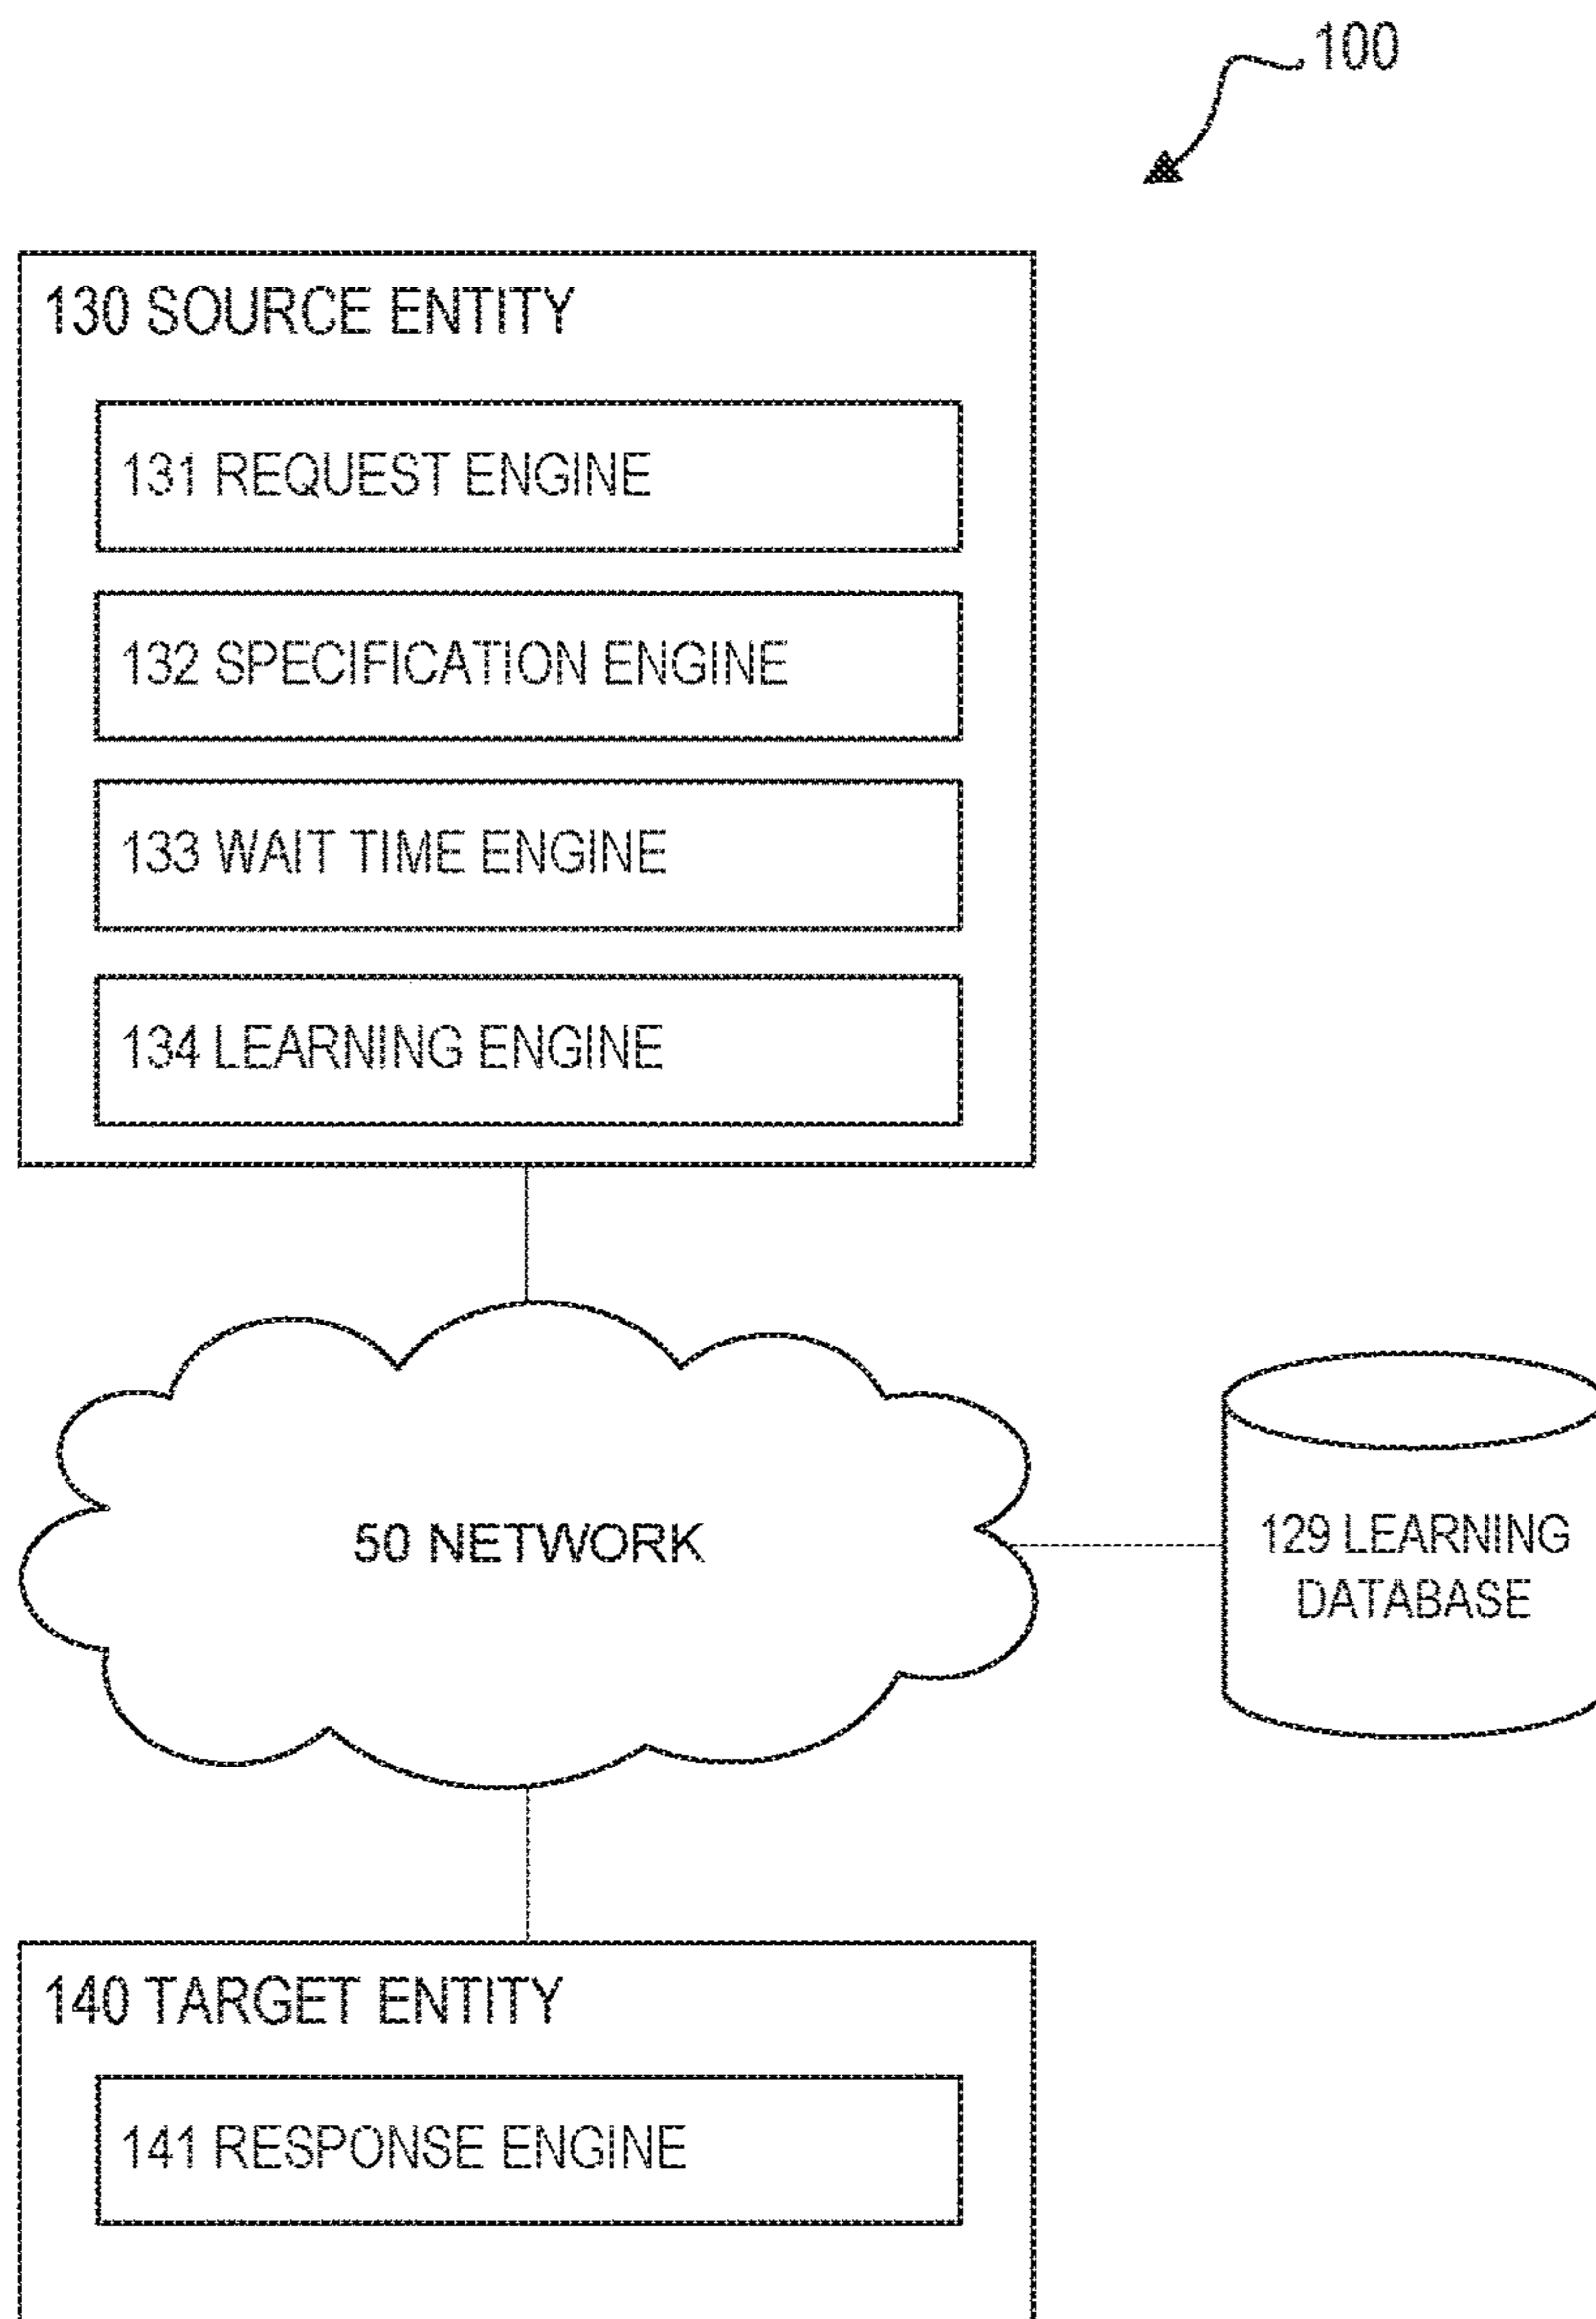 100
130 SOURCE ENTITY
131 REQUEST ENGINE
132 SPECIFICATION ENGINE
133 WAIT TIME ENGINE
134 LEARNING ENGINE
50 NETWORK
129 LEARNING
DATABASE
140 TARGET ENTITY
141 RESPONSE ENGINE